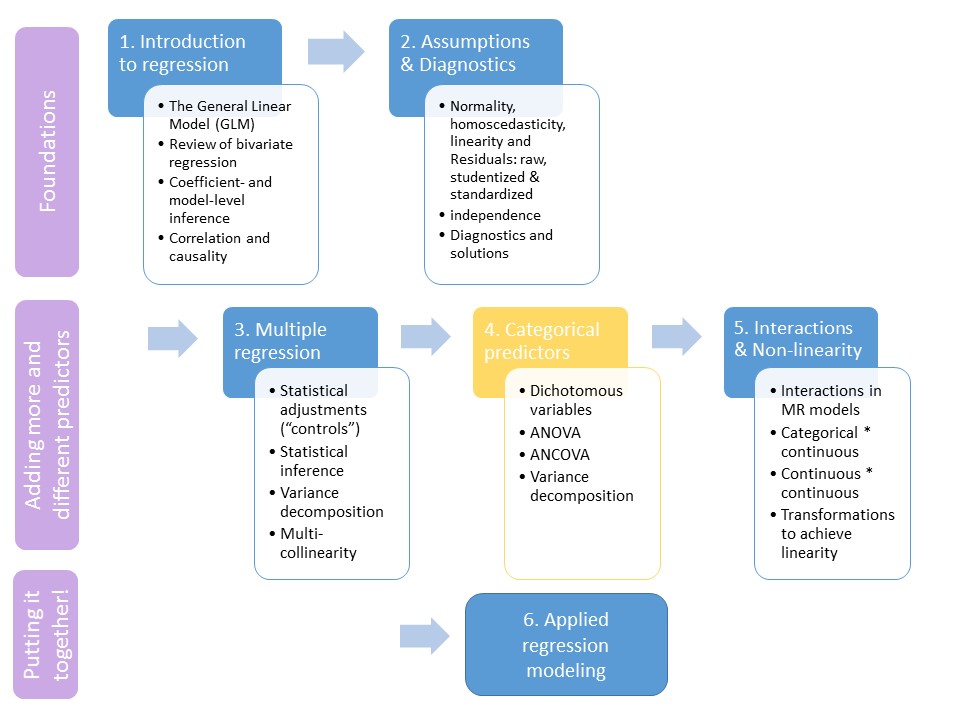 Foundations
1. Introduction
to regression
• The General Linear
Model (GLM)
• Review of bivariate
regression
• Coefficient- and
model-level
inference
• Correlation and
causality
2. Assumptions
& Diagnostics
• Normality,
homoscedasticity,
linearity and
Residuals: raw,
studentized &
standardized
• independence
• Diagnostics and
solutions
Adding more and
different predictors
3. Multiple
regression
• Statistical
adjustments
(“controls”)
• Statistical
inference
• Variance
decomposition
• Multi-
collinearity
4. Categorical
predictors
• Dichotomous
variables
• ANOVA
• ANCOVA
• Variance
decomposition
5. Interactions
& Non-linearity
• Interactions in
MR models
• Categorical *
continuous
• Continuous *
continuous
• Transformations
to achieve
linearity
Putting it
together!
6. Applied
regression
modeling